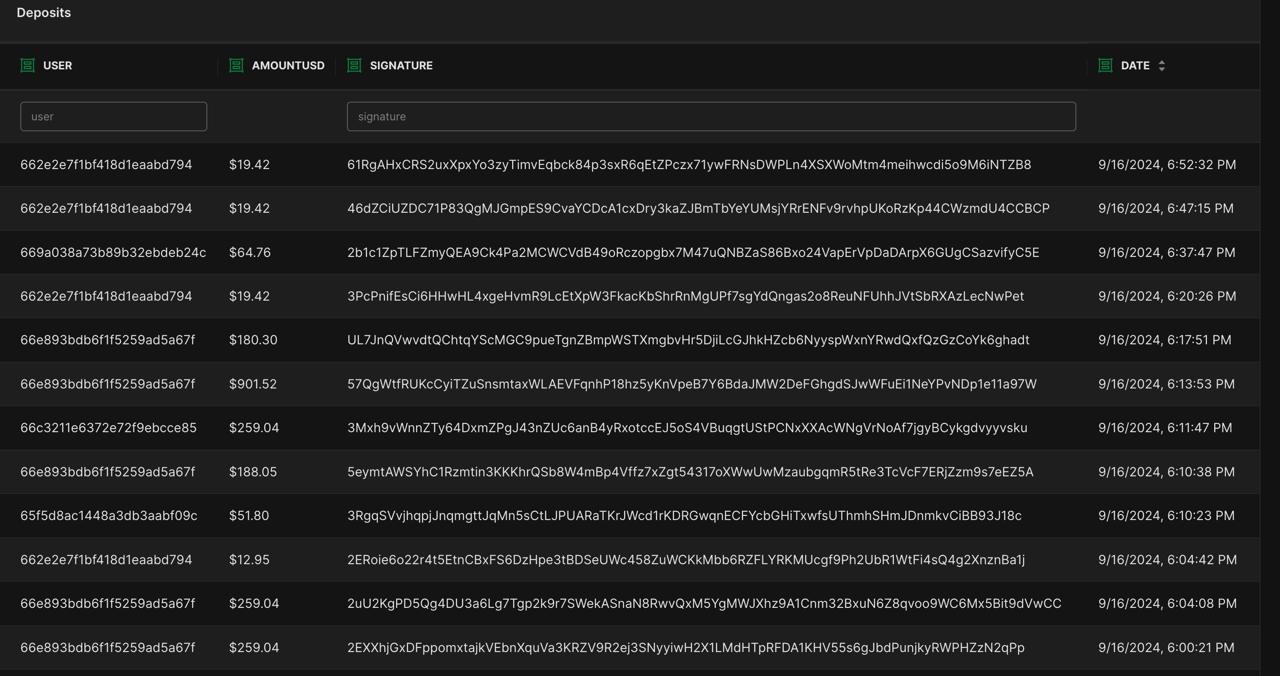 Deposits
USER AMOUNTUSD SIGNATURE DATE
user signature
662e2e7f1bf418d1eaabd794 $19.42 61RgAHxCRS2uxXpxYo3zyTimvEqbck84p3sxR6qEtZPczx71ywFRNsDWPLn4XSXWoMtm4meihwcdi5o9M6iNTZB8 9/16/2024, 6:52:32 PM
662e2e7f1bf418d1eaabd794 $19.42 46dZCiUZDC71P83QgMJGmpES9CvaYCDcA1cxDry3kaZJBmTbYeYUMsjYRrENFv9rvhpUKoRzKp44CWzmdU4CCBCP 9/16/2024, 6:47:15 PM
669a038a73b89b32ebdeb24c $64.76 2b1c1ZpTLFZmyQEA9Ck4Pa2MCWCVdB49oRczopgbx7M47uQNBZaS86Bxo24VapErVpDaDArpX6GUgCSazvifyC5E 9/16/2024, 6:37:47 PM
662e2e7f1bf418d1eaabd794 $19.42 3PcPnifEsCi6HHwHL4xgeHvmR9LcEtXpW3FkacKbShrRnMgUPf7sgYdQngas2o8ReuNFUhhJVtSbRXAzLecNwPet 9/16/2024, 6:20:26 PM
66e893bdb6f1f5259ad5a67f $180.30 UL7JnQVwvdtQChtqYScMGC9pueTgnZBmpWSTXmgbvHr5DjiLcGJhkHZcb6NyyspWxnYRwdQxfQzGzCoYk6ghadt 9/16/2024, 6:17:51 PM
66e893bdb6f1f5259ad5a67f $901.52 57QgWtfRUKcCyiTZuSnsmtaxWLAEVFqnhP18hz5yKnVpeB7Y6BdaJMW2DeFGhgdSJwWFuEi1NeYPvNDp1e11a97W 9/16/2024, 6:13:53 PM
66c3211e6372e72f9ebcce85 $259.04 3Mxh9vWnnZTy64DxmZPgJ43nZUc6anB4yRxotccEJ5oS4VBuqgtUStPCNxXXAcWNgVrNoAf7jgyBCykgdvyyvsku 9/16/2024, 6:11:47 PM
66e893bdb6f1f5259ad5a67f $188.05 5eymtAWSYhC1Rzmtin3KKKhrQSb8W4mBp4Vffz7xZgt54317oXWwUwMzaubgqmR5tRe3TcVcF7ERjZzm9s7eEZ5A 9/16/2024, 6:10:38 PM
65f5d8ac1448a3db3aabf09c $51.80 3RgqSVvjhqpjJnqmgttJqMn5sCtLJPUARaTKrJWcd1rKDRGwqnECFYcbGHiTxwfsUThmhSHmJDnmkvCiBB93J18c 9/16/2024, 6:10:23 PM
662e2e7f1bf418d1eaabd794 $12.95 2ERoie6o22r4t5EtnCBxFS6DzHpe3tBDSeUWc458ZuWCKkMbb6RZFLYRKMUcgf9Ph2UbR1WtFi4sQ4g2XnznBa1j 9/16/2024, 6:04:42 PM
66e893bdb6f1f5259ad5a67f $259.04 2uU2KgPD5Qg4DU3a6Lg7Tgp2k9r7SWekASnaN8RwvQxM5YgMWJXhz9A1Cnm32BxuN6Z8qvoo9WC6Mx5Bit9dVwCC 9/16/2024, 6:04:08 PM
66e893bdb6f1f5259ad5a67f $259.04 2EXXhjGxDFppomxtajkVEbnXquVa3KRZV9R2ej3SNyyiwH2X1LMdHTpRFDA1KHV55s6gJbdPunjkyRWPHZzN2qPp 9/16/2024, 6:00:21 PM